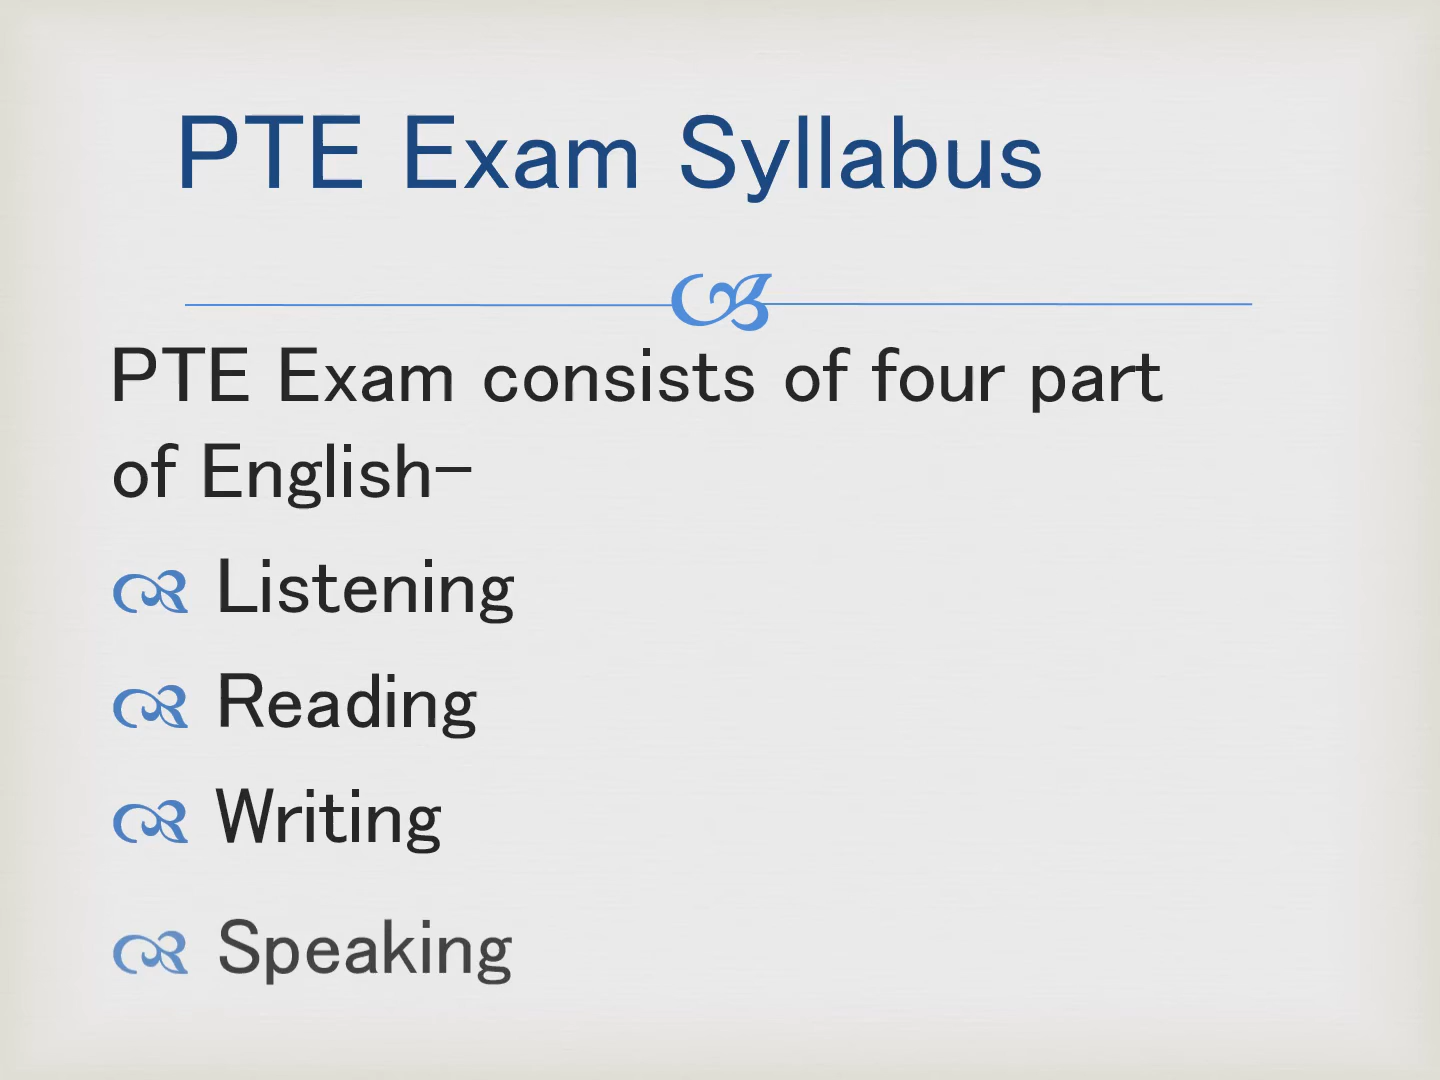 PTE Exam Syllabus
PTE Exam consists of four part
of English-
Listening
Reading
Writing
Speaking